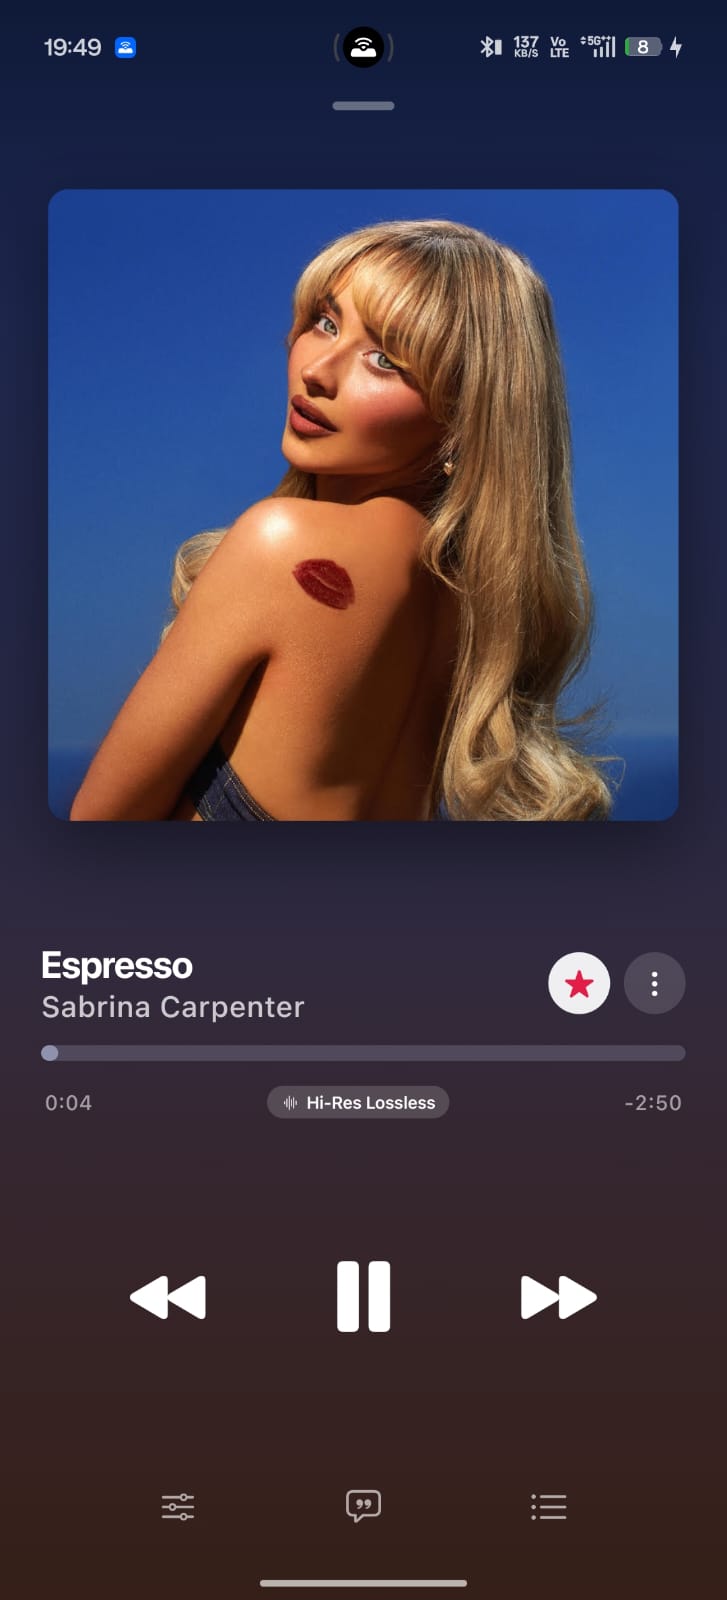 19:49
137 KB/S
Vo LTE
5G++
8
Espresso
Sabrina Carpenter
0:04
Hi-Res Lossless
-2:50